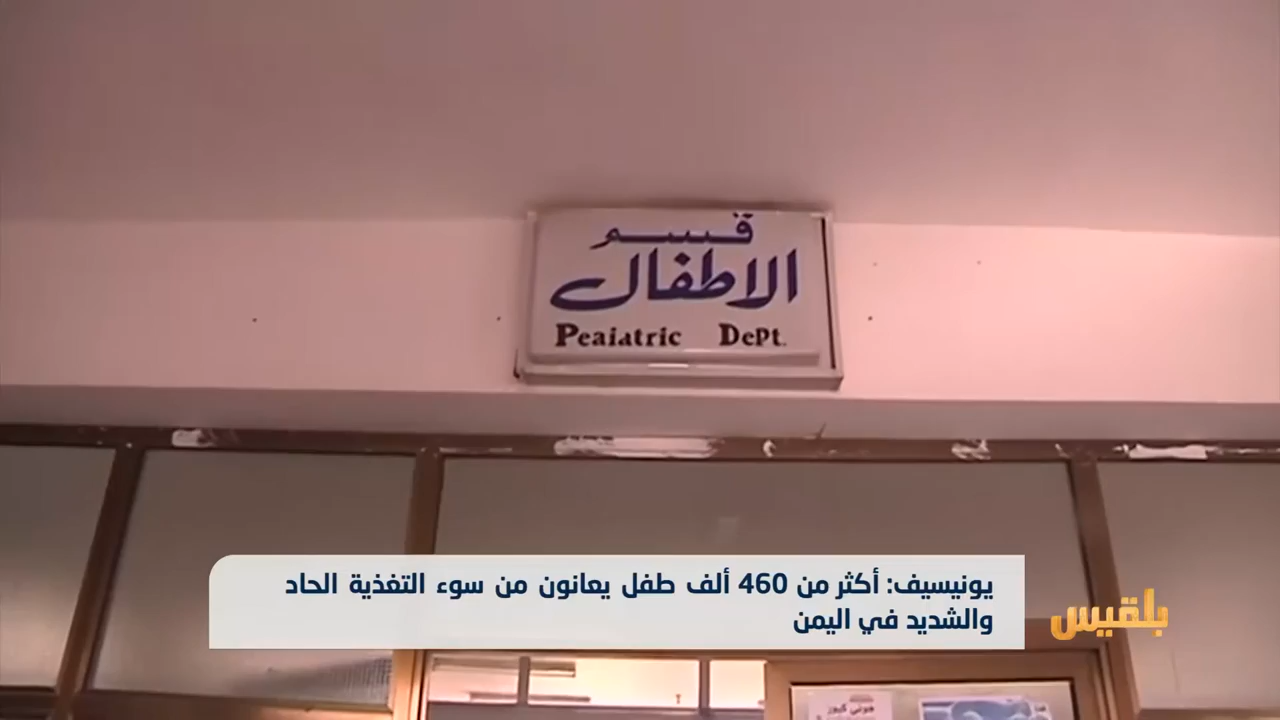 قسم
الاطفال
Peaiatric DePt.
يونيسيف: أكثر من 460 ألف طفل يعانون من سوء التغذية الحاد
والشديد في اليمن
بلقيس